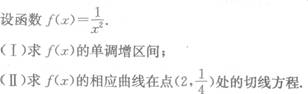 设函数 f(x)=1/x².
(Ⅰ)求 f(x)的单调增区间;
(Ⅱ)求 f(x)的相应曲线在点(2,1/4)处的切线方程.